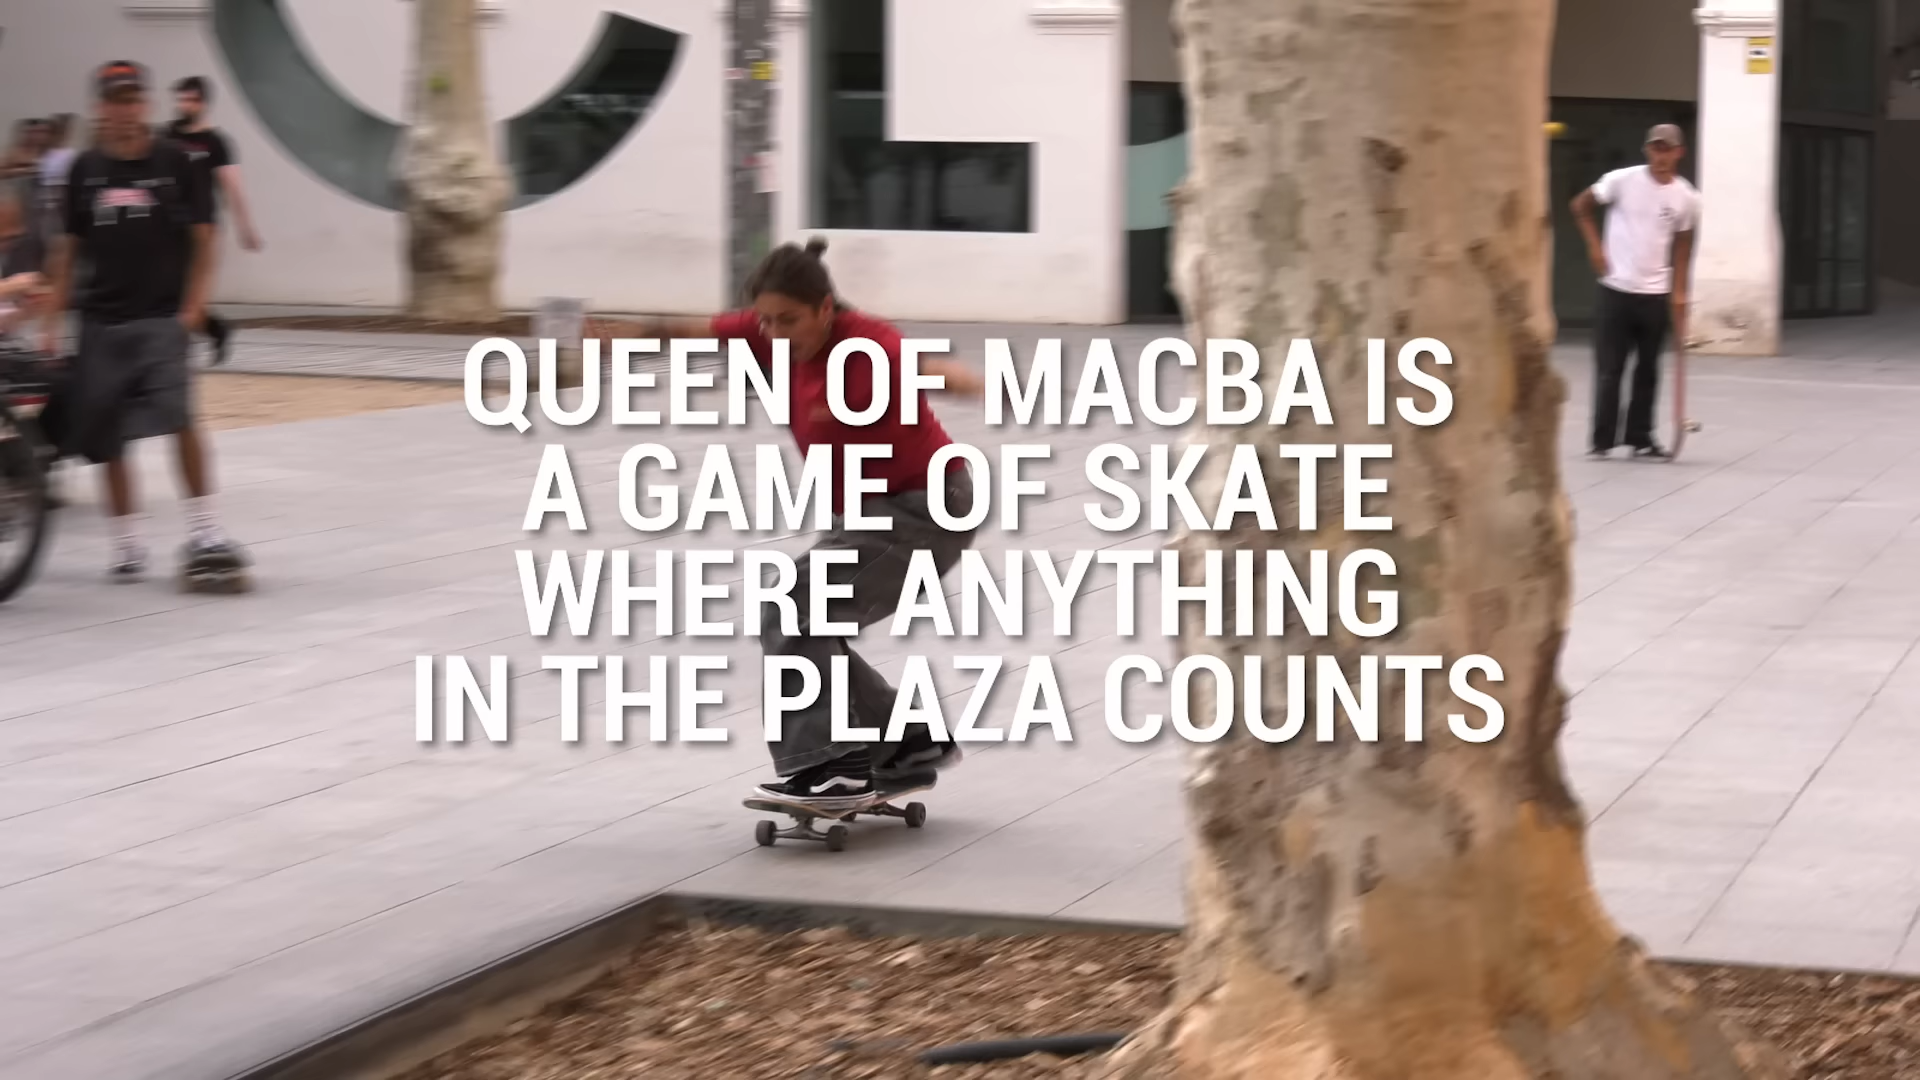 QUEEN OF MACBA IS
A GAME OF SKATE
WHERE ANYTHING
IN THE PLAZA COUNTS